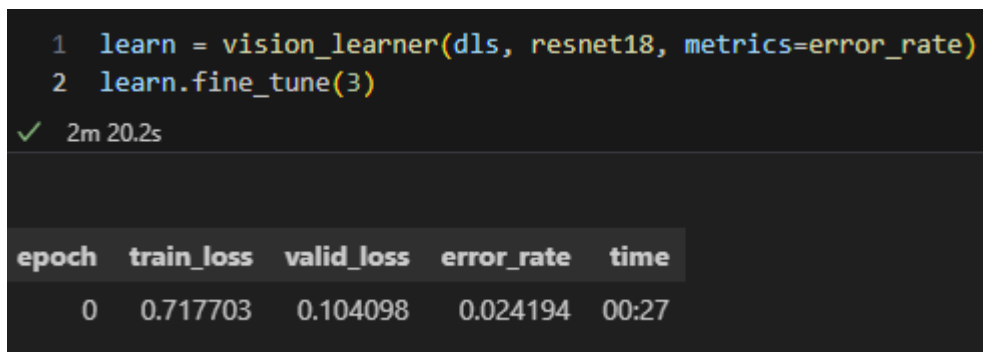 1 learn = vision_learner(dls, resnet18, metrics=error_rate)
2 learn.fine_tune(3)
✓ 2m 20.2s
epoch train_loss valid_loss error_rate time
0 0.717703 0.104098 0.024194 00:27